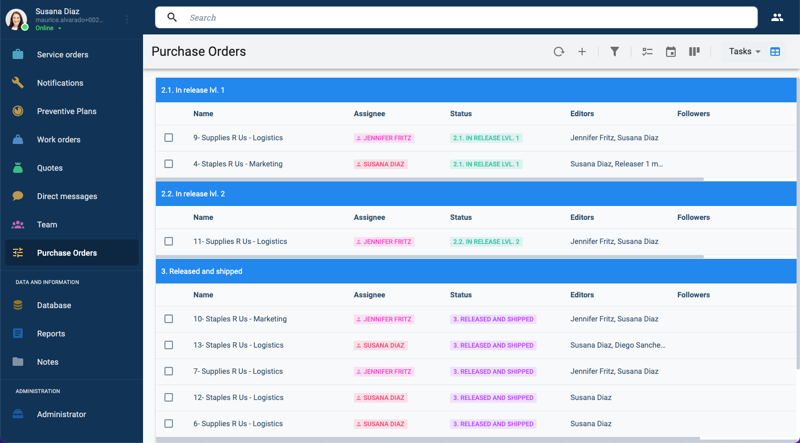 Susana Diaz
maurice.alvarado+002...
Online
Service orders
Notifications
Preventive Plans
Work orders
Quotes
Direct messages
Team
Purchase Orders
DATA AND INFORMATION
Database
Reports
Notes
ADMINISTRATION
Administrator
Search
Purchase Orders
Tasks
2.1. In release lvl. 1
Name Assignee Status Editors Followers
9- Supplies R Us - Logistics JENNIFER FRITZ 2.1. IN RELEASE LVL. 1 Jennifer Fritz, Susana Diaz
4- Staples R Us - Marketing SUSANA DIAZ 2.1. IN RELEASE LVL. 1 Susana Diaz, Releaser 1 m...
2.2. In release lvl. 2
Name Assignee Status Editors Followers
11- Supplies R Us - Logistics JENNIFER FRITZ 2.2. IN RELEASE LVL. 2 Jennifer Fritz, Susana Diaz
3. Released and shipped
Name Assignee Status Editors Followers
10- Staples R Us - Marketing JENNIFER FRITZ 3. RELEASED AND SHIPPED Jennifer Fritz, Susana Diaz
13- Staples R Us - Logistics SUSANA DIAZ 3. RELEASED AND SHIPPED Susana Diaz, Diego Sanche...
7- Supplies R Us - Logistics JENNIFER FRITZ 3. RELEASED AND SHIPPED Jennifer Fritz, Susana Diaz
12- Staples R Us - Logistics SUSANA DIAZ 3. RELEASED AND SHIPPED Susana Diaz
6- Supplies R Us - Logistics SUSANA DIAZ 3. RELEASED AND SHIPPED Susana Diaz